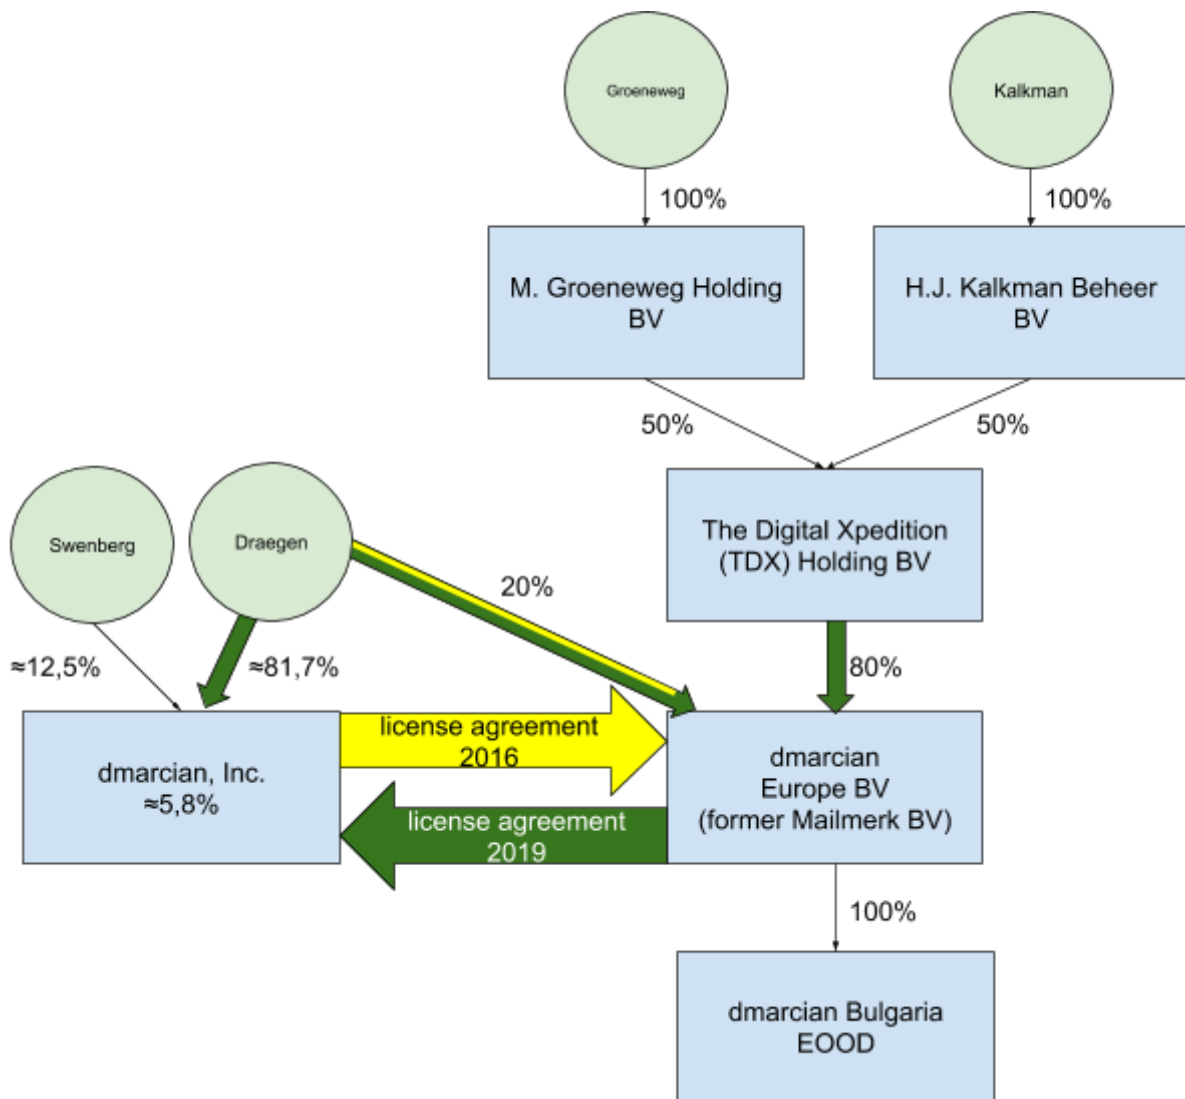 Groeneweg
Kalkman
100%
100%
M. Groeneweg Holding
BV
H.J. Kalkman Beheer
BV
50%
50%
Swenberg
Draegen
The Digital Xpedition
(TDX) Holding BV
20%
≈12,5%
≈81,7%
80%
license agreement
2016
dmarcian, Inc.
≈5,8%
dmarcian
Europe BV
(former Mailmerk BV)
license agreement
2019
100%
dmarcian Bulgaria
EOOD